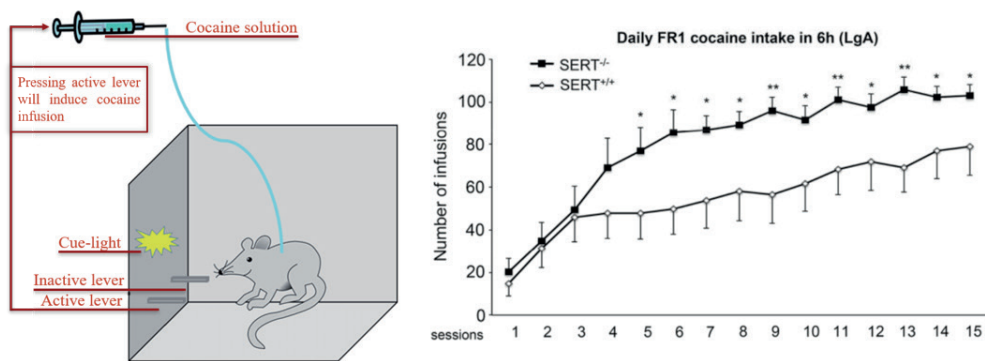 Cocaine solution
Pressing active lever
will induce cocaine
infusion
Cue-light
Inactive lever
Active lever
Daily FR1 cocaine intake in 6h (LgA)
SERT-/-
SERT+/+
Number of infusions
120
100
80
60
40
20
0
* * * * ** * ** * ** * *
sessions 1 2 3 4 5 6 7 8 9 10 11 12 13 14 15